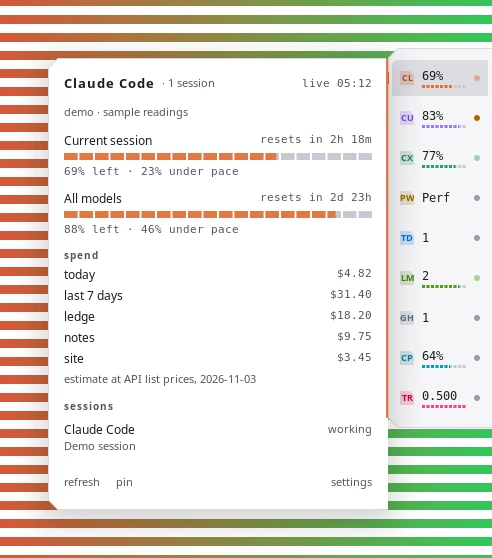 Claude Code · 1 session live 05:12
demo · sample readings
Current session resets in 2h 18m
69% left · 23% under pace
All models resets in 2d 23h
88% left · 46% under pace
spend
today $4.82
last 7 days $31.40
ledge $18.20
notes $9.75
site $3.45
estimate at API list prices, 2026-11-03
sessions
Claude Code working
Demo session
refresh pin settings
CL 69%
CU 83%
CX 77%
PW Perf
TD 1
LM 2
GH 1
CP 64%
TR 0.500